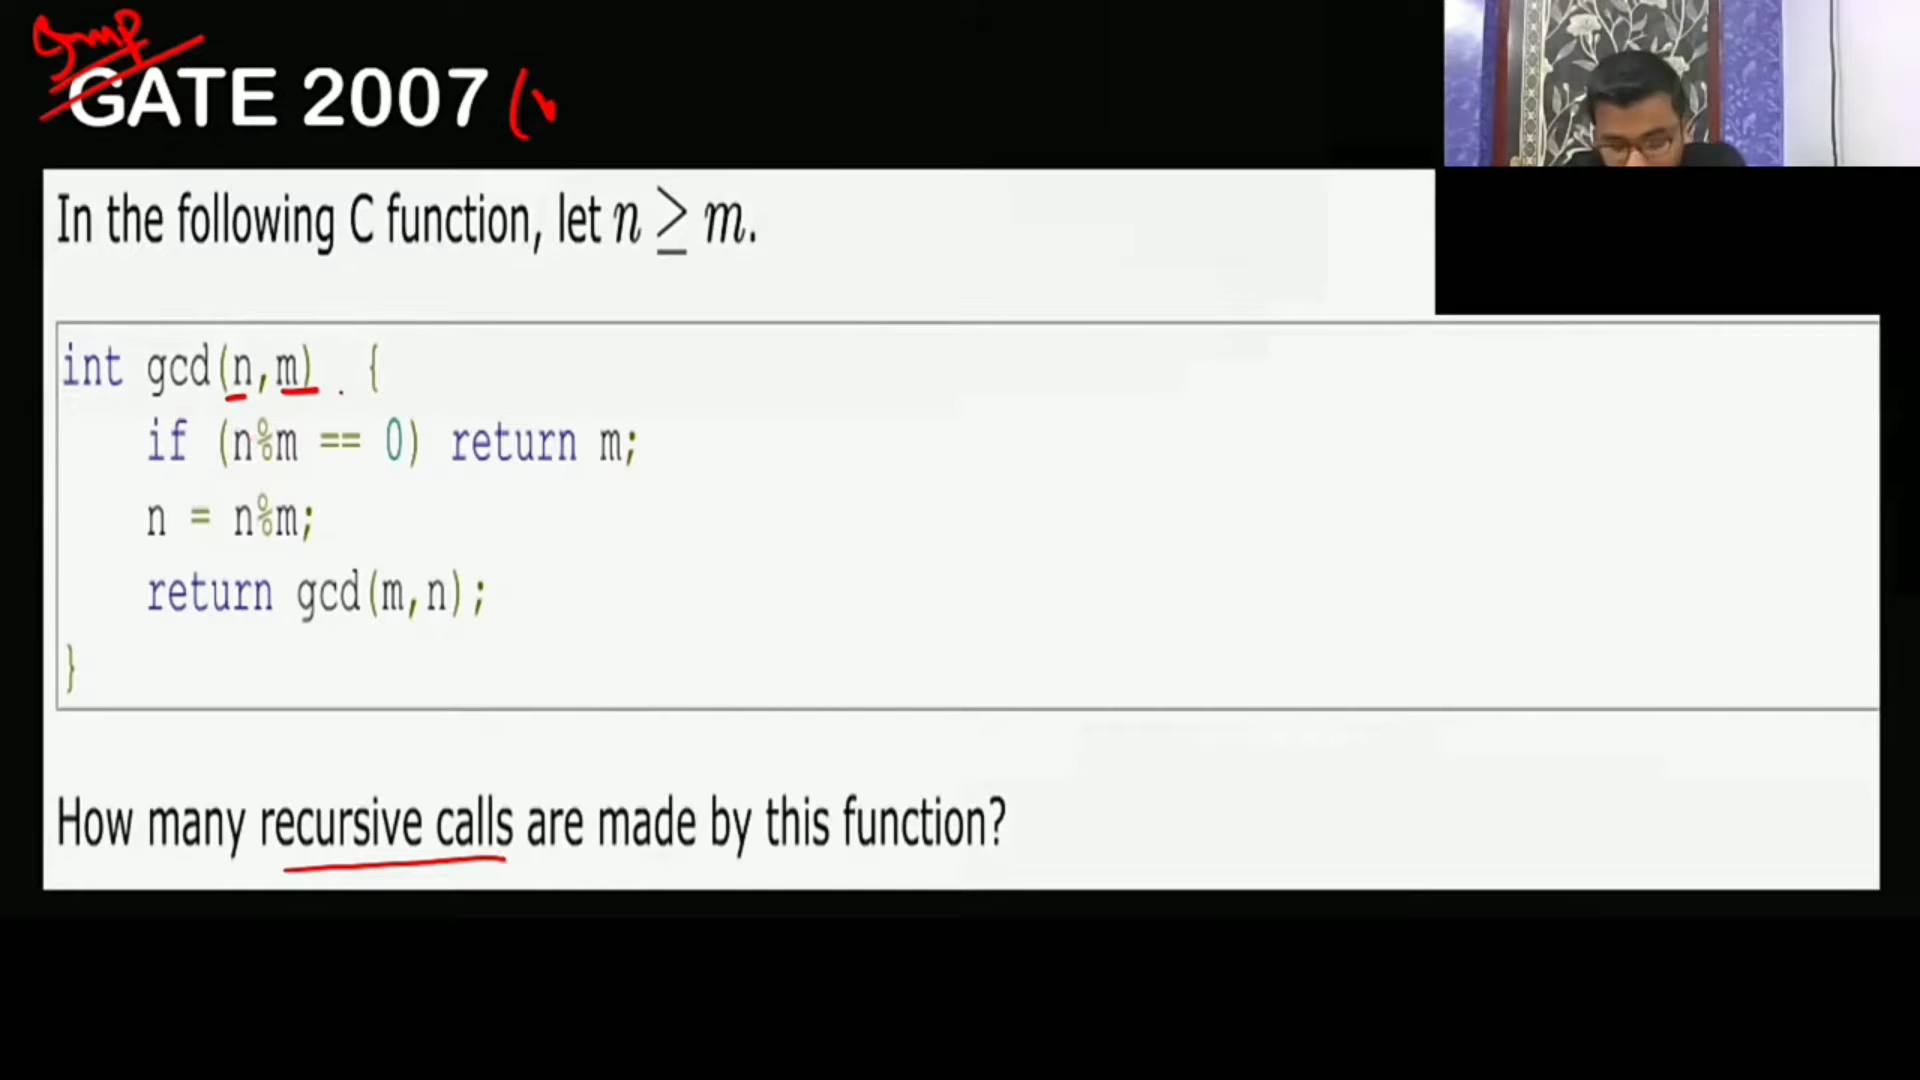 Imp
GATE 2007 (
In the following C function, let n ≥ m.
int gcd(n,m) {
if (n%m == 0) return m;
n = n%m;
return gcd(m,n);
}
How many recursive calls are made by this function?